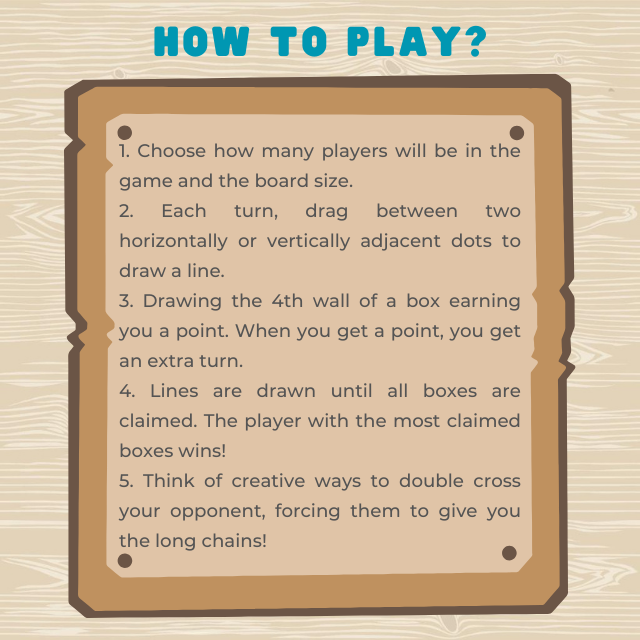 HOW TO PLAY?
1. Choose how many players will be in the
game and the board size.
2. Each turn, drag between two
horizontally or vertically adjacent dots to
draw a line.
3. Drawing the 4th wall of a box earning
you a point. When you get a point, you get
an extra turn.
4. Lines are drawn until all boxes are
claimed. The player with the most claimed
boxes wins!
5. Think of creative ways to double cross
your opponent, forcing them to give you
the long chains!